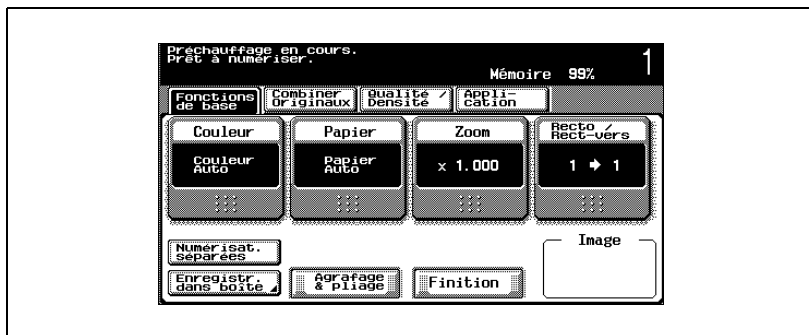 Préchauffage en cours.
Prêt à numériser.
Mémoire 99% 1
Fonctions
de base
Combiner
Originaux
Qualité /
Densité
Appli-
cation
Couleur
Couleur
Auto
Papier
Papier
Auto
Zoom
x 1.000
Recto /
Rect-vers
1 ➔ 1
Numérisat.
séparées
Enregistr.
dans boîte
Agrafage
& pliage
Finition
Image